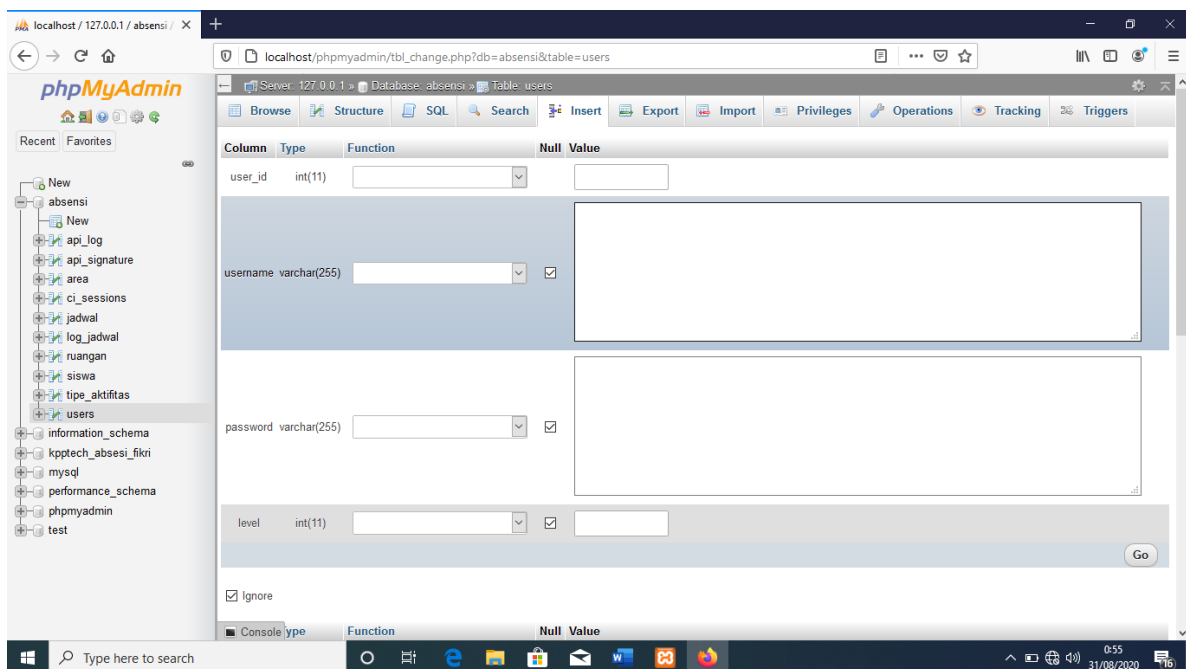 localhost / 127.0.0.1 / absensi /
localhost/phpmyadmin/tbl_change.php?db=absensi&table=users
phpMyAdmin
Recent Favorites
New
absensi
New
api_log
api_signature
area
ci_sessions
jadwal
log_jadwal
ruangan
siswa
tipe_aktifitas
users
information_schema
kpptech_absesi_fikri
mysql
performance_schema
phpmyadmin
test
Server: 127.0.0.1 » Database: absensi » Table: users
Browse Structure SQL Search Insert Export Import Privileges Operations Tracking Triggers
Column Type Function Null Value
user_id int(11)
username varchar(255)
password varchar(255)
level int(11)
Go
Ignore
Console ype Function Null Value
Type here to search
0:55
31/08/2020
16